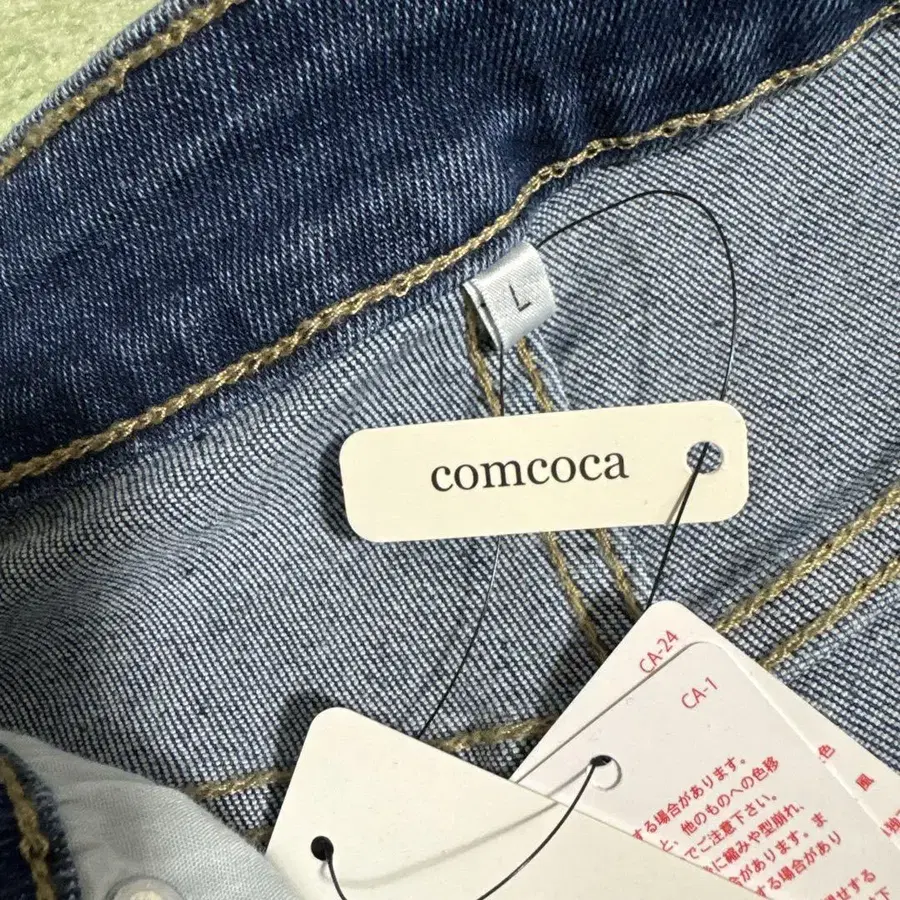 L
comcoca
CA-24
CA-1
する場合があります。
と、他のものへの色移
でご注意下さい。
に縮みや型崩れ、
があります。ま
する場合があり
色
風